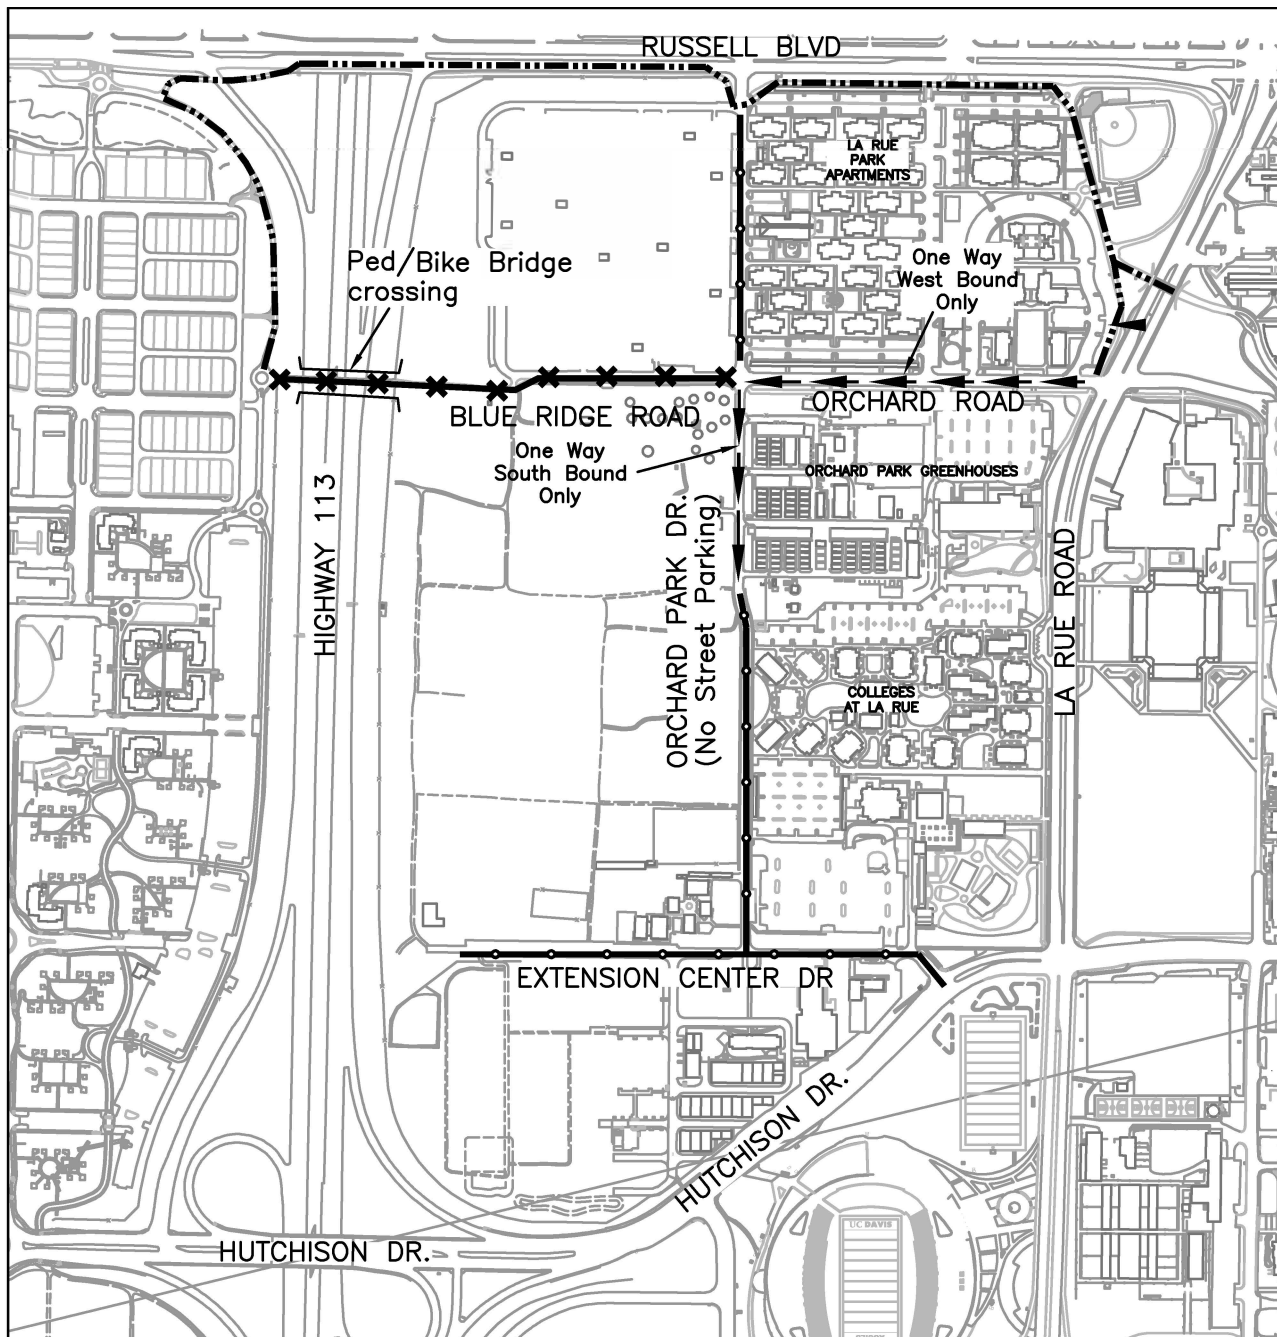 RUSSELL BLVD
LA RUE
PARK
APARTMENTS
Ped/Bike Bridge
crossing
One Way
West Bound
Only
BLUE RIDGE ROAD
ORCHARD ROAD
One Way
South Bound
Only
ORCHARD PARK GREENHOUSES
HIGHWAY 113
ORCHARD PARK DR.
(No Street Parking)
LA RUE ROAD
COLLEGES
AT LA RUE
EXTENSION CENTER DR
HUTCHISON DR.
HUTCHISON DR.
UC DAVIS